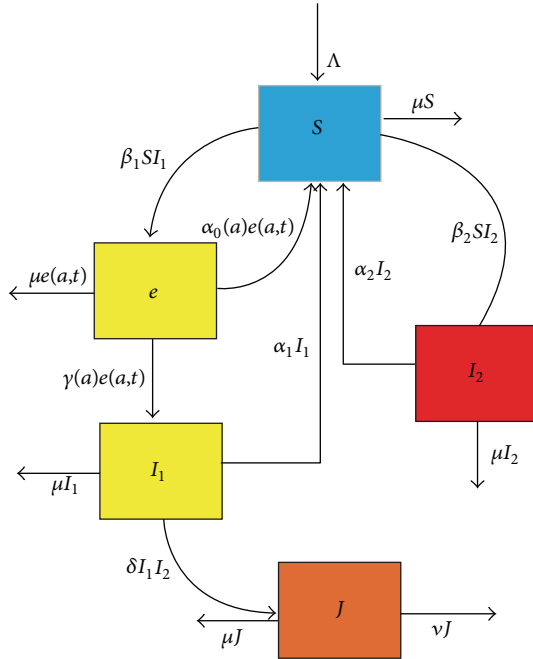 Λ
S
μS
β₁SI₁
α₀(a)e(a,t)
β₂SI₂
μe(a,t)
e
α₂I₂
α₁I₁
γ(a)e(a,t)
I₂
I₁
μI₁
μI₂
δI₁I₂
J
μJ
νJ